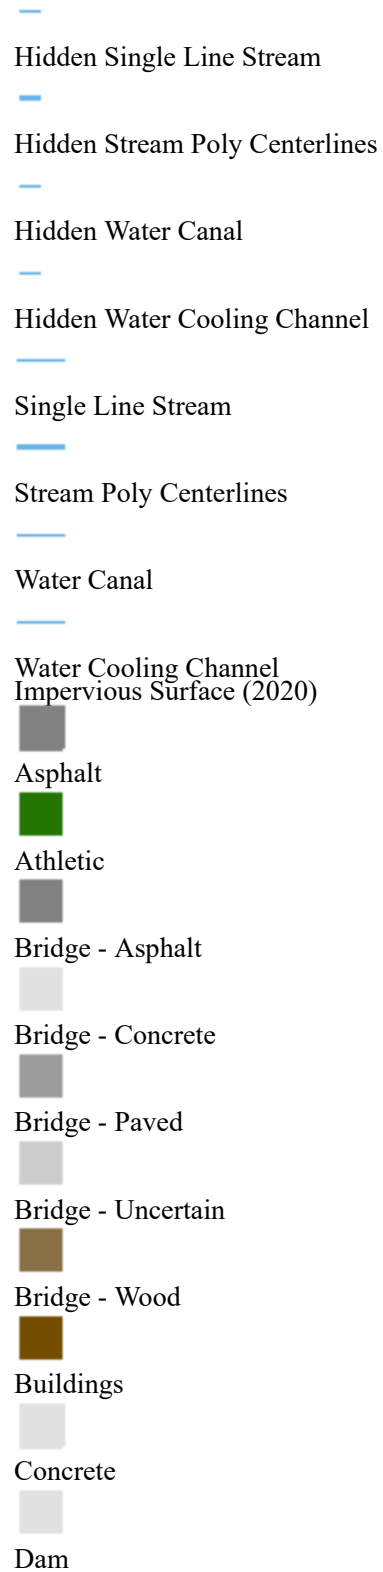 Hidden Single Line Stream
Hidden Stream Poly Centerlines
Hidden Water Canal
Hidden Water Cooling Channel
Single Line Stream
Stream Poly Centerlines
Water Canal
Water Cooling Channel
Impervious Surface (2020)
Asphalt
Athletic
Bridge - Asphalt
Bridge - Concrete
Bridge - Paved
Bridge - Uncertain
Bridge - Wood
Buildings
Concrete
Dam